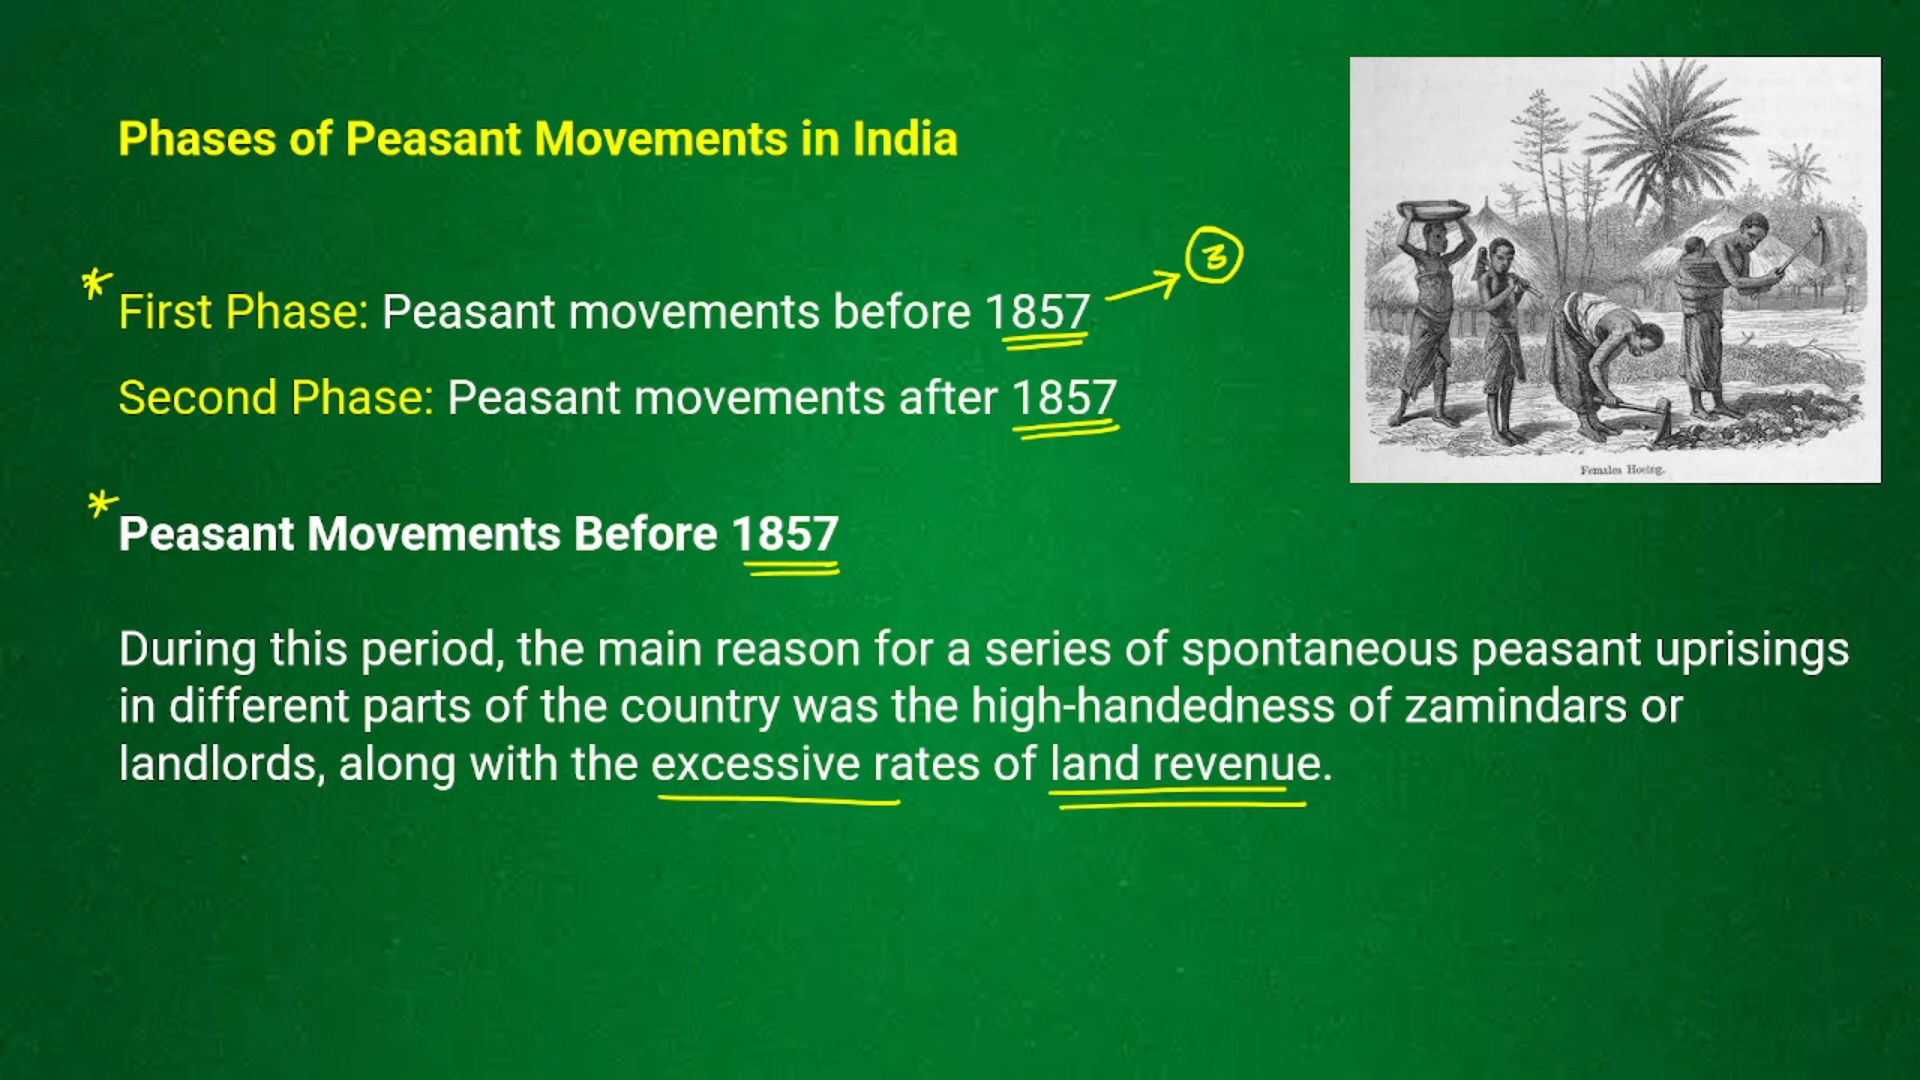 Phases of Peasant Movements in India
3
* First Phase: Peasant movements before 1857
Second Phase: Peasant movements after 1857
Females Hoeing.
* Peasant Movements Before 1857
During this period, the main reason for a series of spontaneous peasant uprisings
in different parts of the country was the high-handedness of zamindars or
landlords, along with the excessive rates of land revenue.